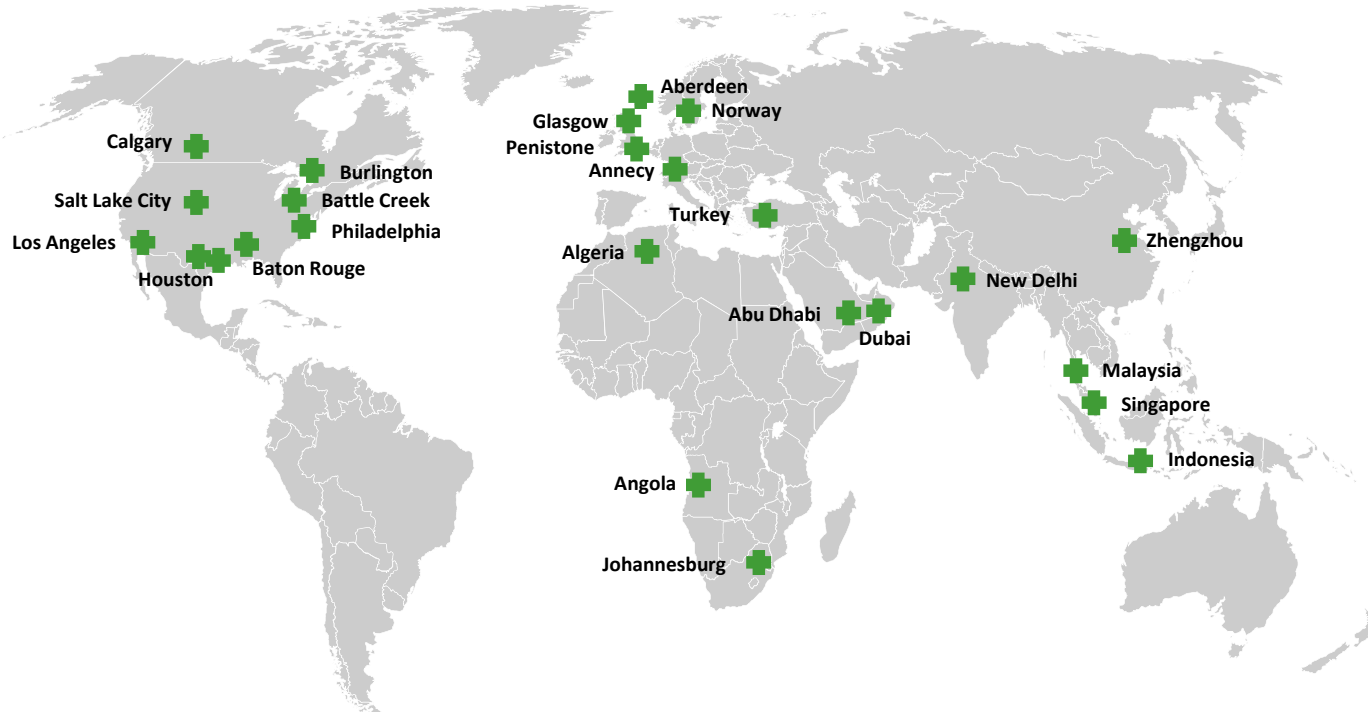 Aberdeen
Norway
Glasgow
Calgary
Penistone
Annecy
Burlington
Salt Lake City
Battle Creek
Turkey
Philadelphia
Los Angeles
Zhengzhou
Algeria
Baton Rouge
Houston
New Delhi
Abu Dhabi
Dubai
Malaysia
Singapore
Indonesia
Angola
Johannesburg